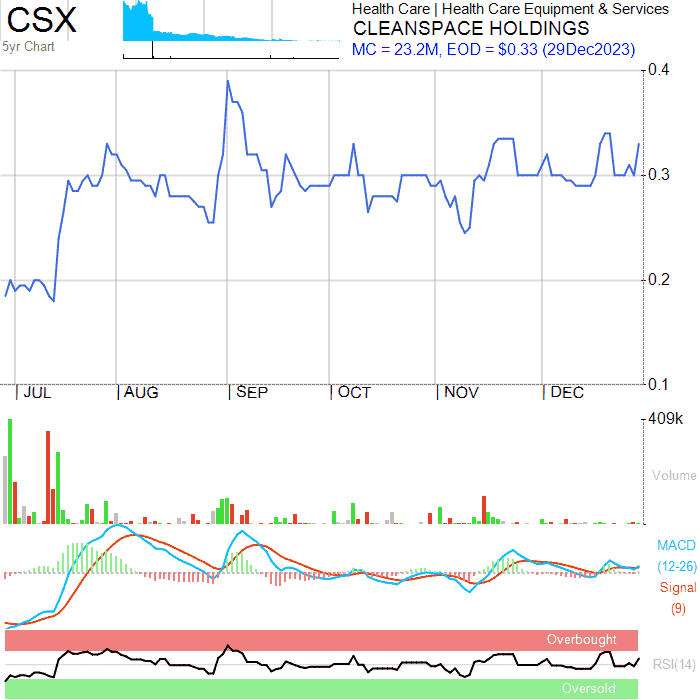 CSX
5yr Chart
Health Care | Health Care Equipment & Services
CLEANSPACE HOLDINGS
MC = 23.2M, EOD = $0.33 (29Dec2023)
0.4
0.3
0.2
0.1
| JUL | AUG | SEP | OCT | NOV | DEC
409k
Volume
MACD
(12-26)
Signal
(9)
Overbought
RSI(14)
Oversold